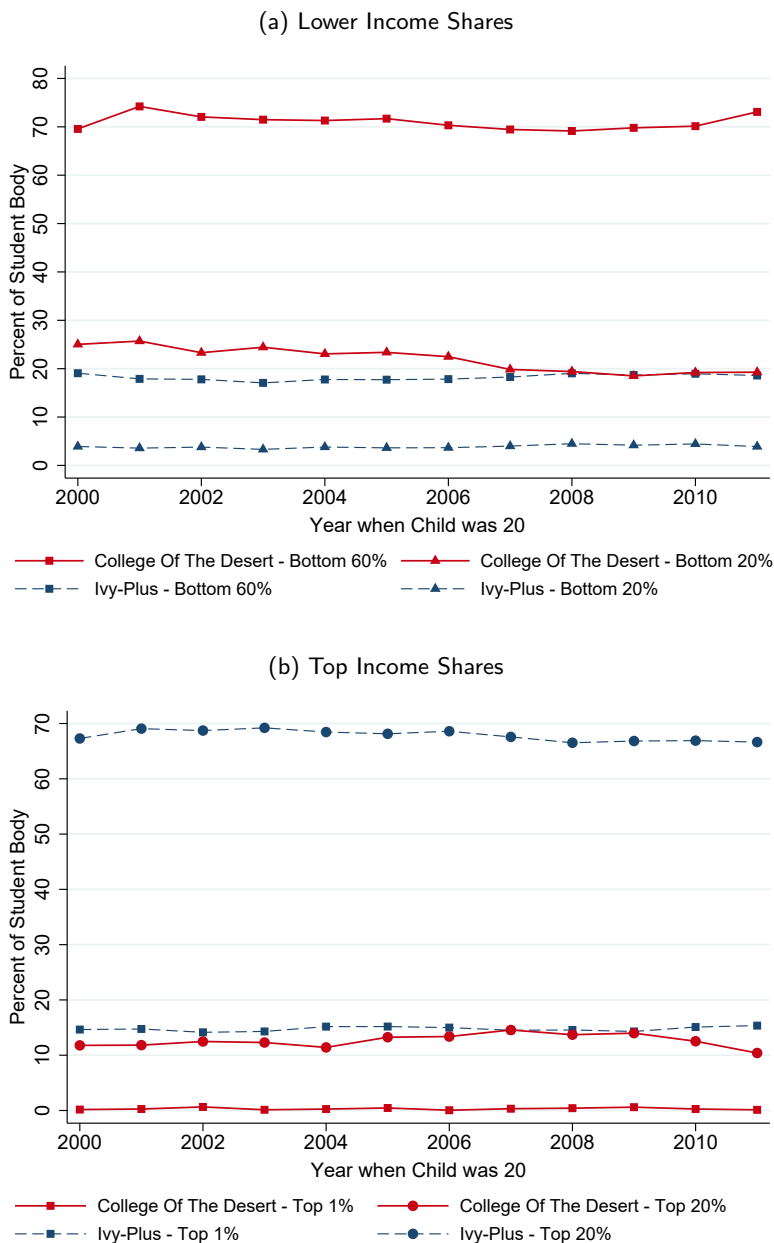 (a) Lower Income Shares
80
70
60
50
40
30
20
10
0
Percent of Student Body
2000 2002 2004 2006 2008 2010
Year when Child was 20
College Of The Desert - Bottom 60% College Of The Desert - Bottom 20%
Ivy-Plus - Bottom 60% Ivy-Plus - Bottom 20%
(b) Top Income Shares
70
60
50
40
30
20
10
0
Percent of Student Body
2000 2002 2004 2006 2008 2010
Year when Child was 20
College Of The Desert - Top 1% College Of The Desert - Top 20%
Ivy-Plus - Top 1% Ivy-Plus - Top 20%